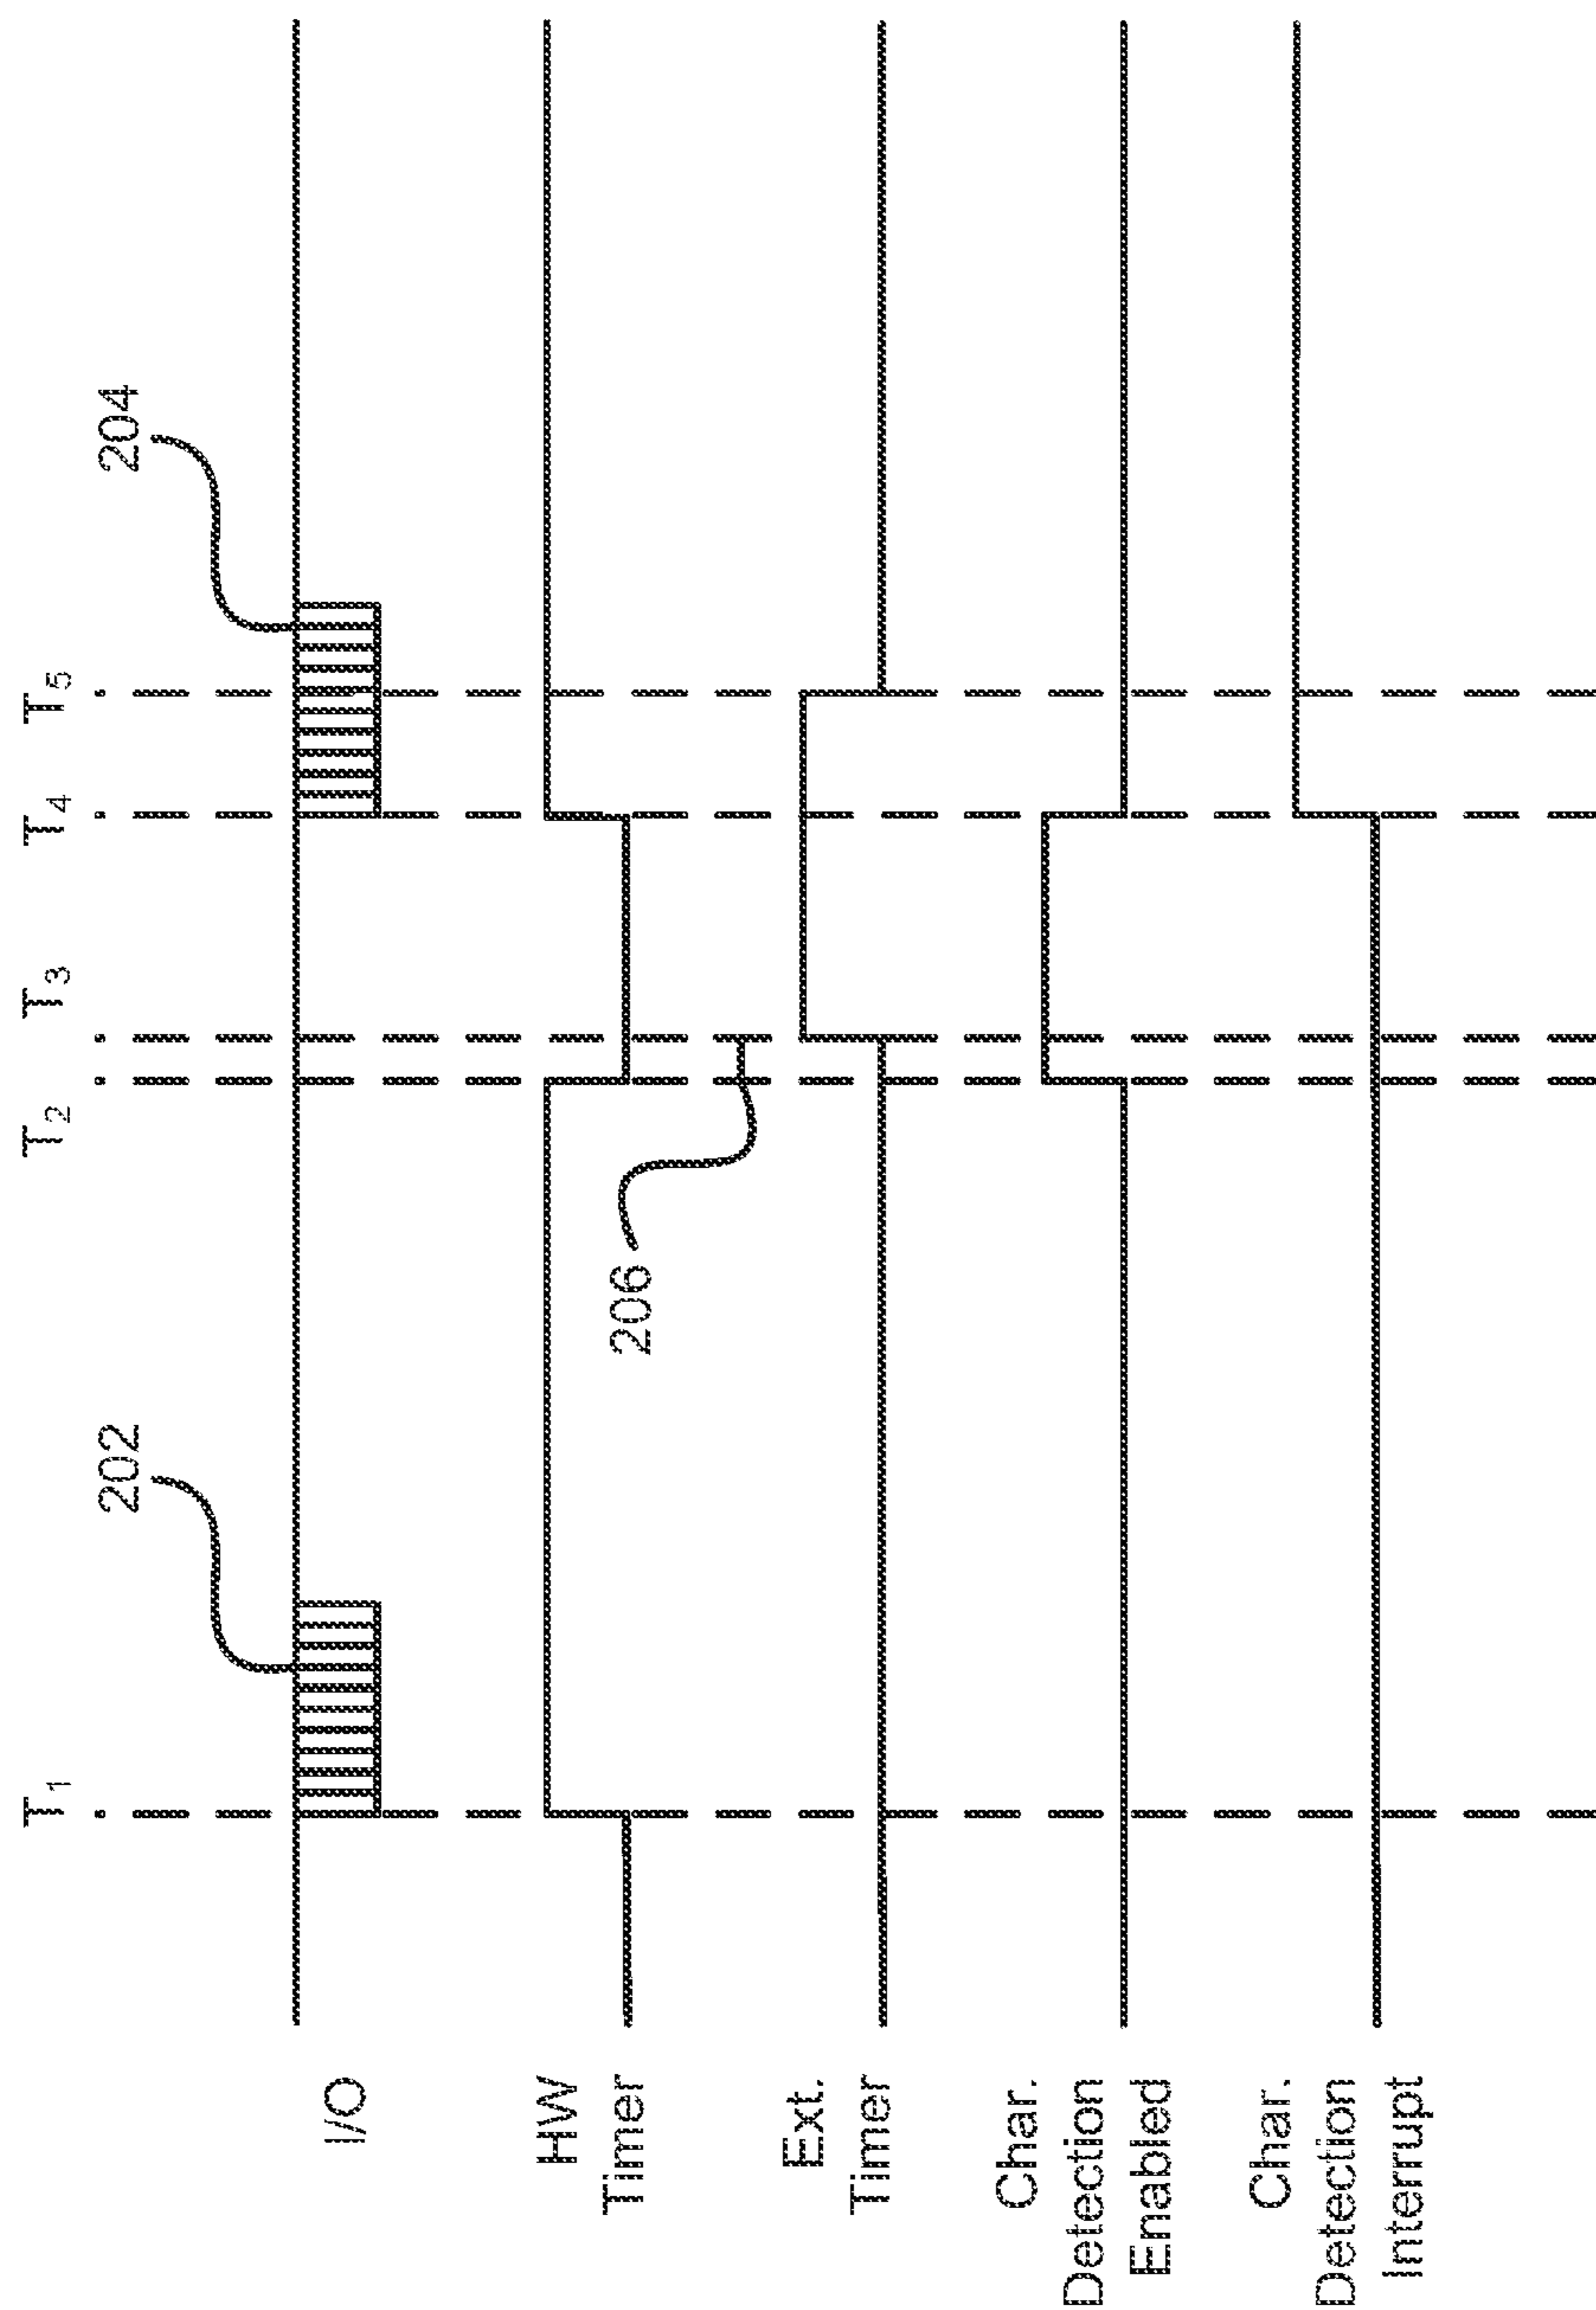 T1
T2
T3
T4
T5
202
204
I/O
HW
Timer
206
Ext.
Timer
Char.
Detection
Enabled
Char.
Detection
Interrupt